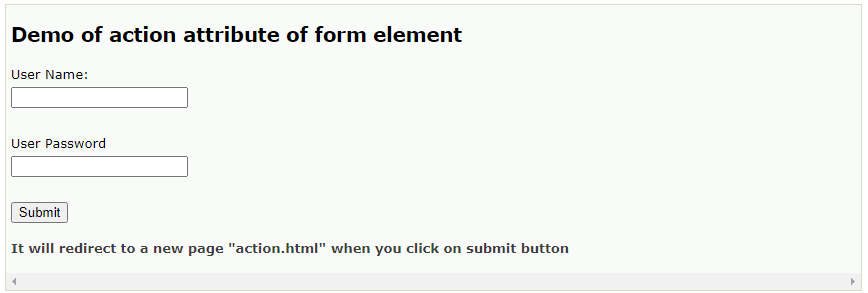 Demo of action attribute of form element
User Name:
User Password
Submit
It will redirect to a new page "action.html" when you click on submit button